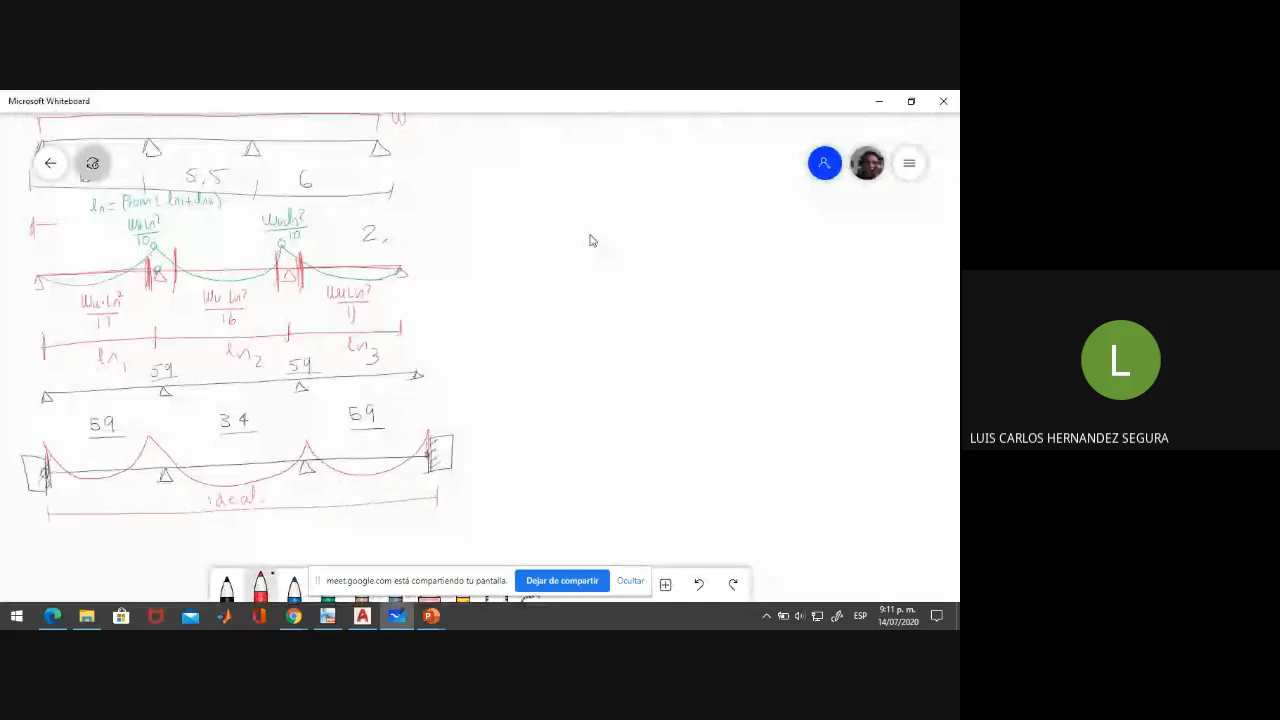 Microsoft Whiteboard
W
5,5
6
ln = (Prom: ln1+ln2)
Wu Ln²
10
Wu Ln²
10
2.
Wu·Ln²
11
Wu Ln²
16
Wu Ln²
11
ln1
ln2
ln3
59
59
59
34
59
ideal.
L
LUIS CARLOS HERNANDEZ SEGURA
meet.google.com está compartiendo tu pantalla.
Dejar de compartir
Ocultar
ESP
9:11 p. m.
14/07/2020